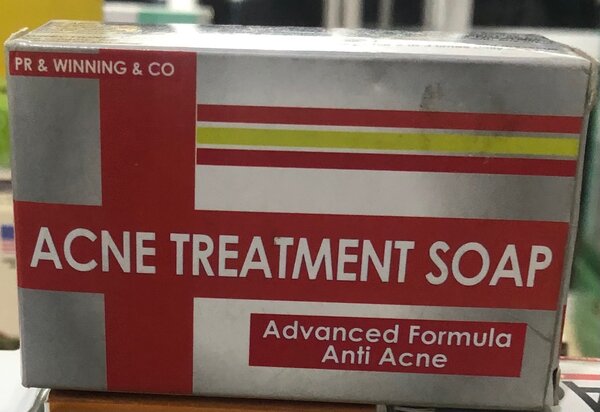 PR & WINNING & CO
ACNE TREATMENT SOAP
Advanced Formula
Anti Acne